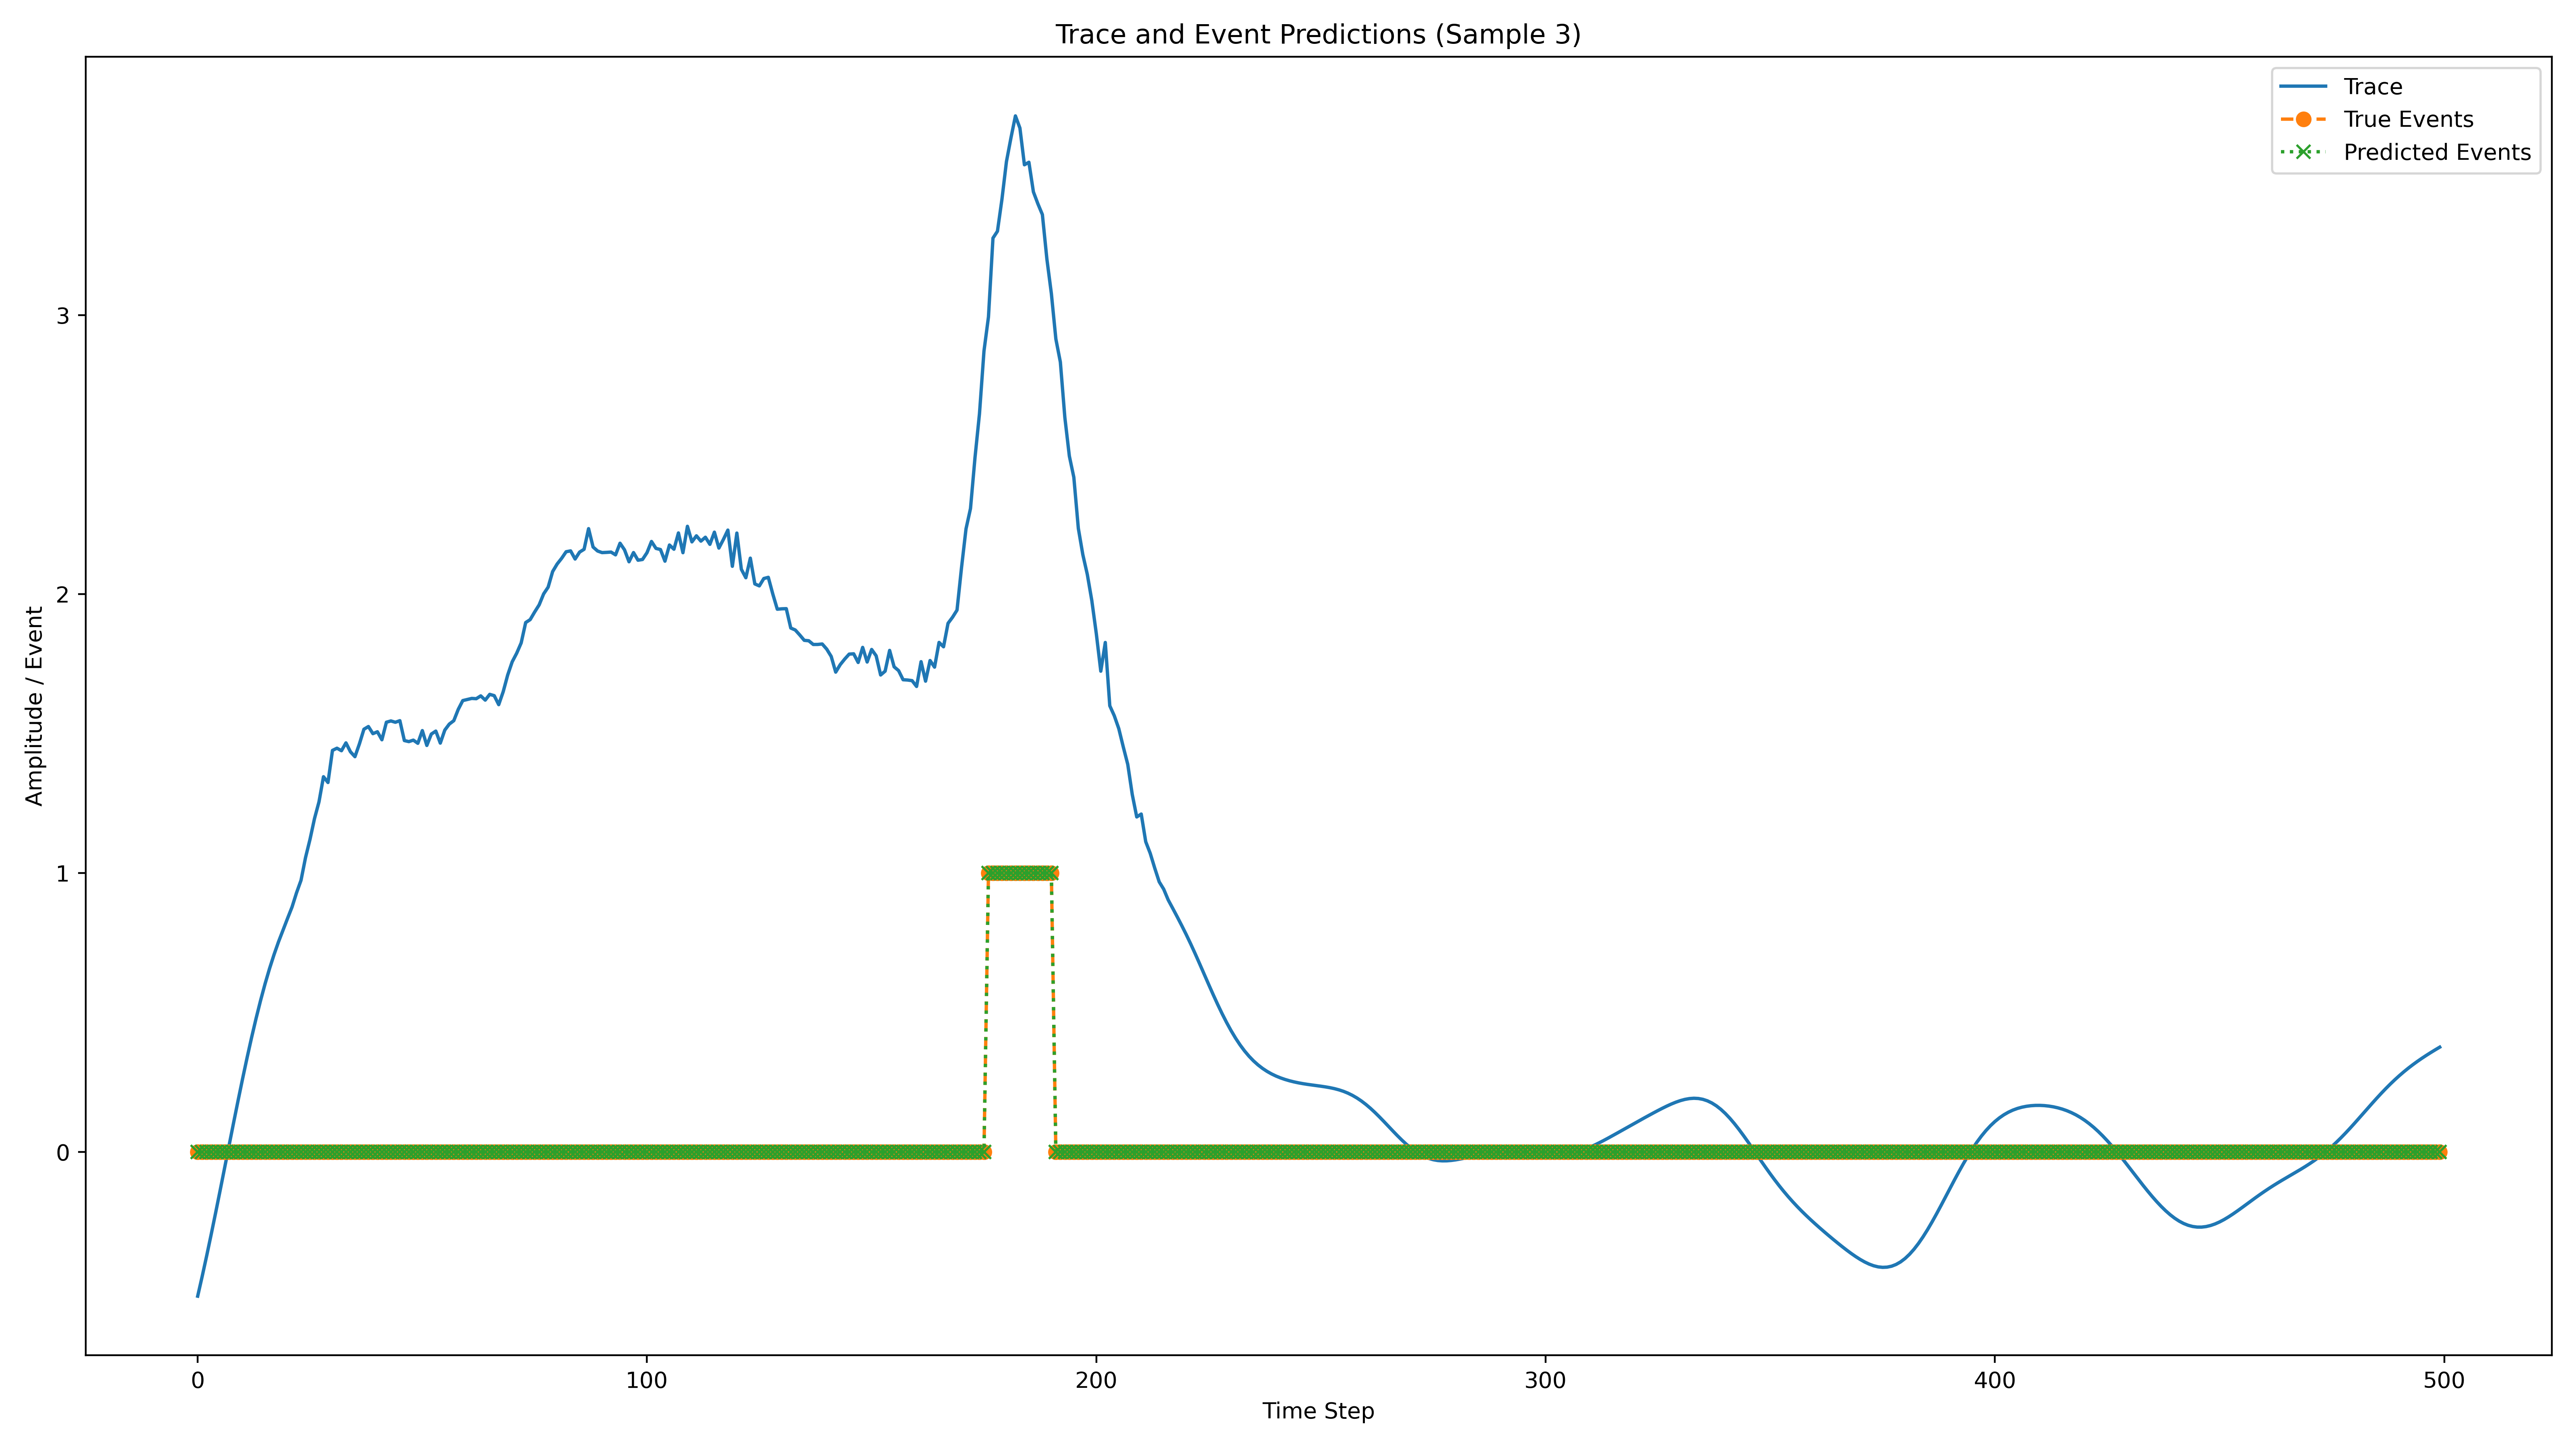 Trace and Event Predictions (Sample 3)
Trace
True Events
Predicted Events
Amplitude / Event
3
2
1
0
0 100 200 300 400 500
Time Step